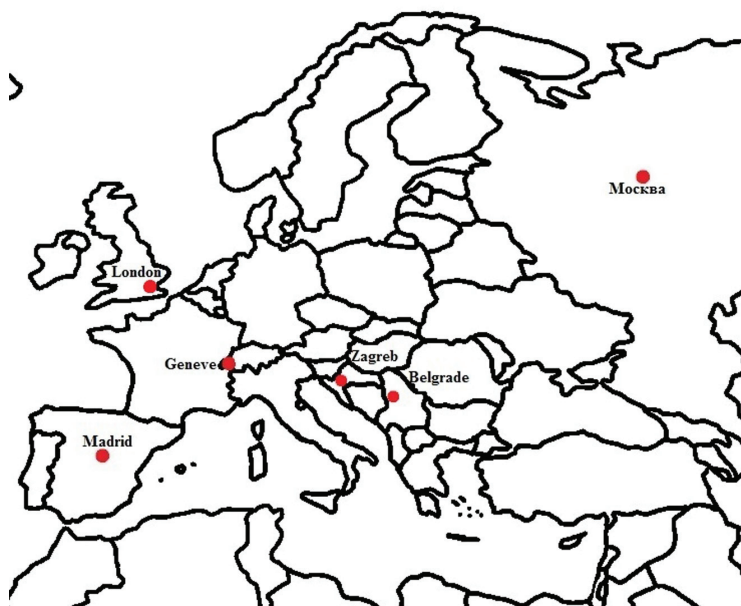 Москва
London
Zagreb
Geneve
Belgrade
Madrid